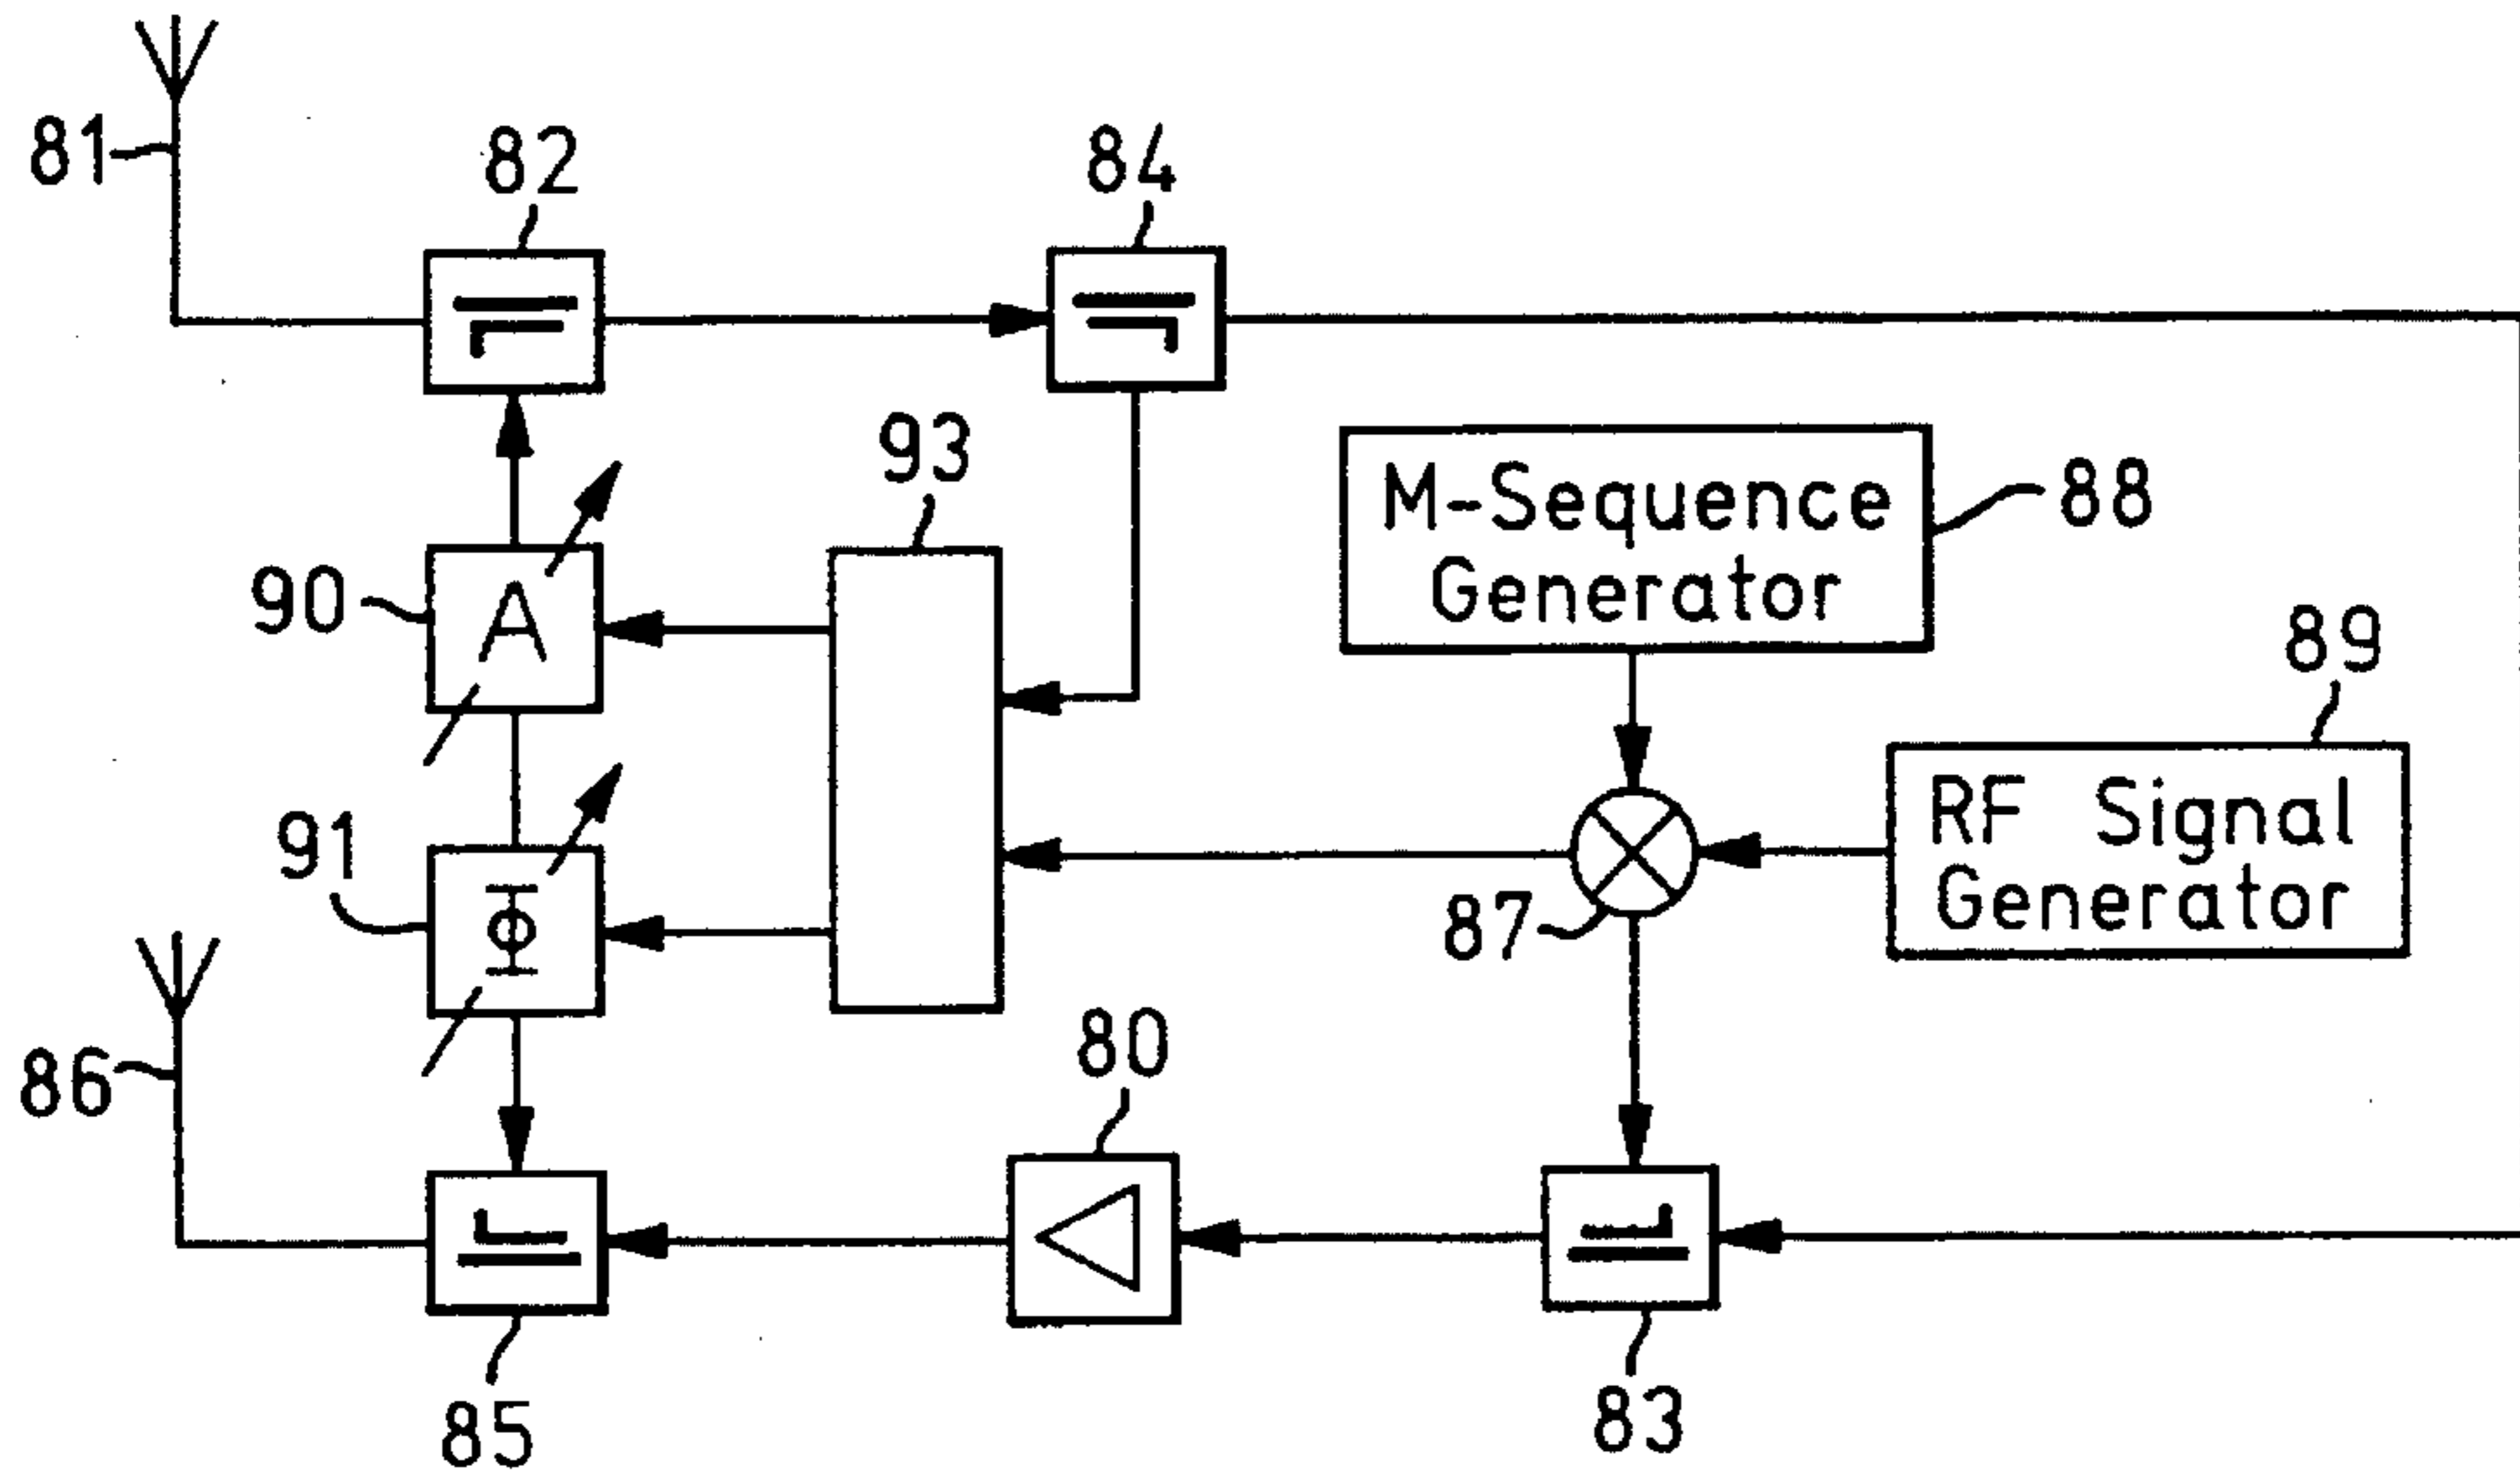 81
82
84
93
M-Sequence
Generator
88
90
A
89
RF Signal
Generator
91
Φ
87
86
80
85
83